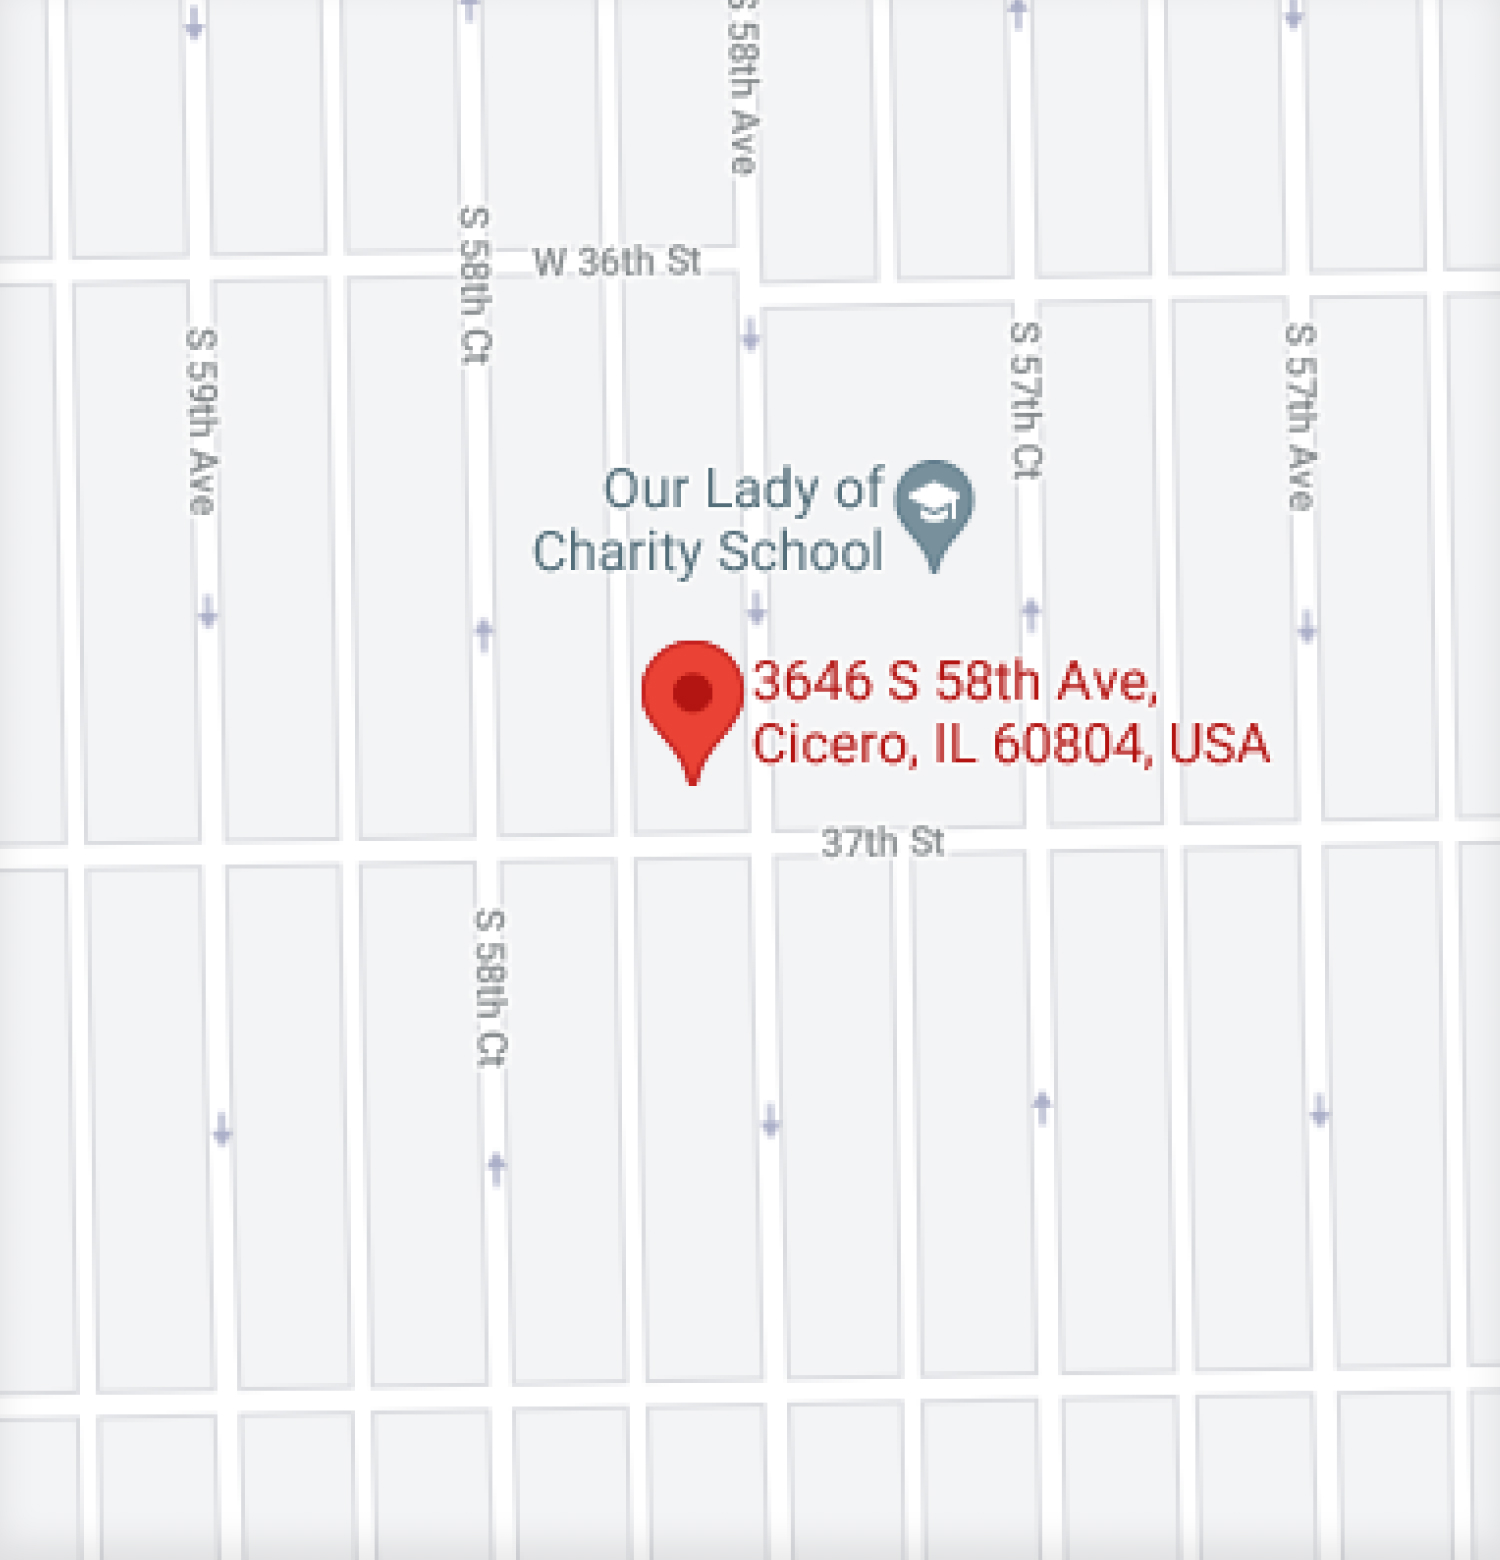 S 58th Ave
S 58th Ct
W 36th St
S 59th Ave
S 57th Ct
S 57th Ave
Our Lady of
Charity School
3646 S 58th Ave,
Cicero, IL 60804, USA
37th St
S 58th Ct